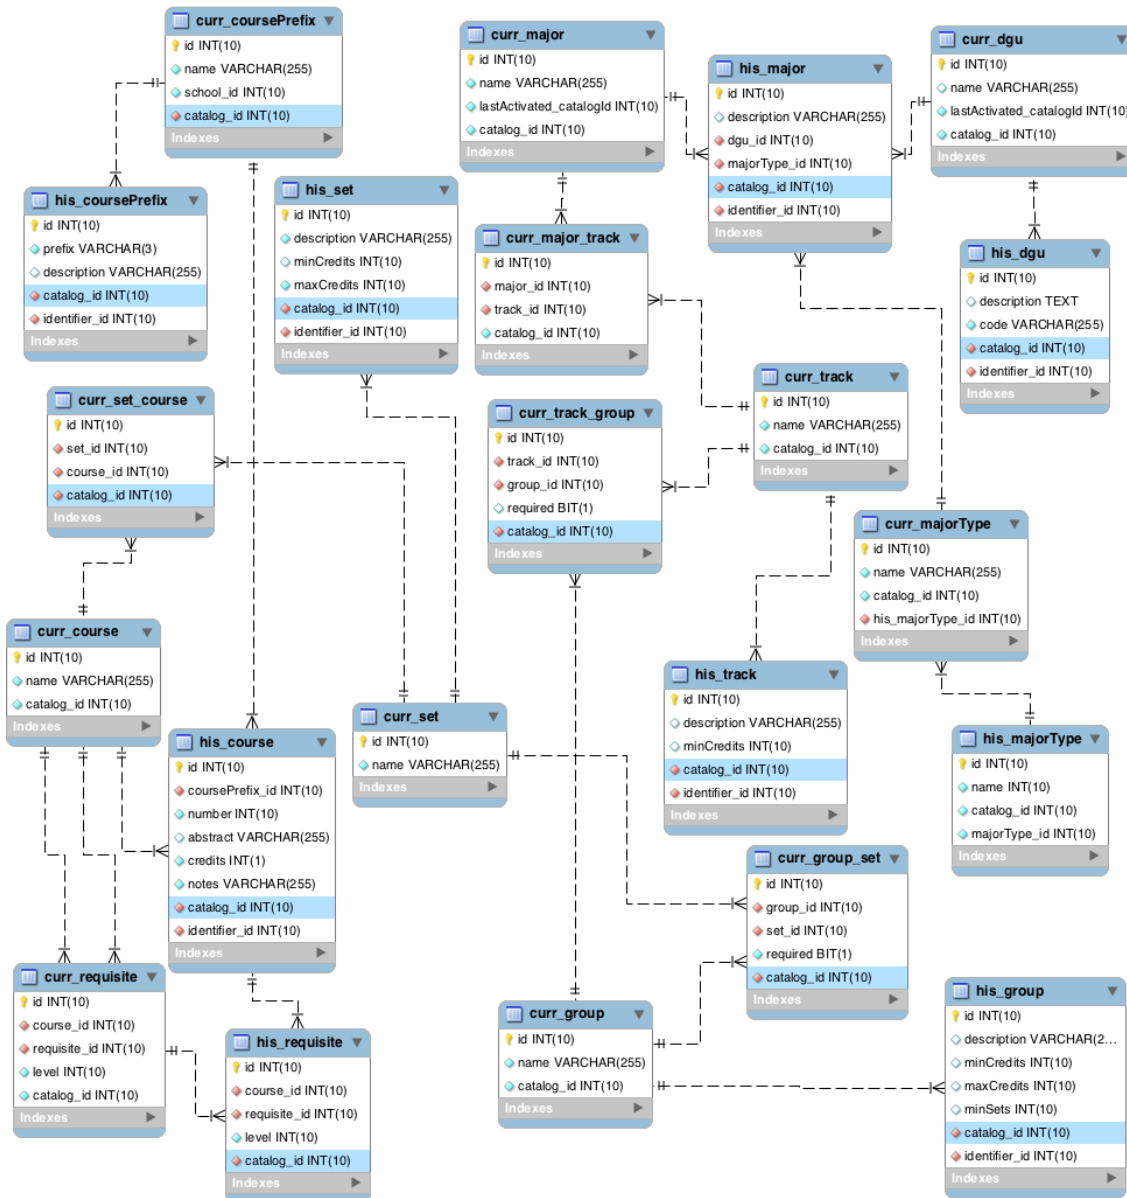 curr_coursePrefix
id INT(10)
name VARCHAR(255)
school_id INT(10)
catalog_id INT(10)
Indexes
curr_major
id INT(10)
name VARCHAR(255)
lastActivated_catalogId INT(10)
catalog_id INT(10)
Indexes
his_major
id INT(10)
description VARCHAR(255)
dgu_id INT(10)
majorType_id INT(10)
catalog_id INT(10)
identifier_id INT(10)
Indexes
curr_dgu
id INT(10)
name VARCHAR(255)
lastActivated_catalogId INT(10)
catalog_id INT(10)
Indexes
his_coursePrefix
id INT(10)
prefix VARCHAR(3)
description VARCHAR(255)
catalog_id INT(10)
identifier_id INT(10)
Indexes
his_set
id INT(10)
description VARCHAR(255)
minCredits INT(10)
maxCredits INT(10)
catalog_id INT(10)
identifier_id INT(10)
Indexes
curr_major_track
id INT(10)
major_id INT(10)
track_id INT(10)
catalog_id INT(10)
Indexes
his_dgu
id INT(10)
description TEXT
code VARCHAR(255)
catalog_id INT(10)
identifier_id INT(10)
Indexes
curr_set_course
id INT(10)
set_id INT(10)
course_id INT(10)
catalog_id INT(10)
Indexes
curr_track_group
id INT(10)
track_id INT(10)
group_id INT(10)
required BIT(1)
catalog_id INT(10)
Indexes
curr_track
id INT(10)
name VARCHAR(255)
catalog_id INT(10)
Indexes
curr_majorType
id INT(10)
name VARCHAR(255)
catalog_id INT(10)
his_majorType_id INT(10)
Indexes
curr_course
id INT(10)
name VARCHAR(255)
catalog_id INT(10)
Indexes
his_course
id INT(10)
coursePrefix_id INT(10)
number INT(10)
abstract VARCHAR(255)
credits INT(1)
notes VARCHAR(255)
catalog_id INT(10)
identifier_id INT(10)
Indexes
curr_set
id INT(10)
name VARCHAR(255)
Indexes
his_track
id INT(10)
description VARCHAR(255)
minCredits INT(10)
catalog_id INT(10)
identifier_id INT(10)
Indexes
his_majorType
id INT(10)
name INT(10)
catalog_id INT(10)
majorType_id INT(10)
Indexes
curr_group_set
id INT(10)
group_id INT(10)
set_id INT(10)
required BIT(1)
catalog_id INT(10)
Indexes
curr_requisite
id INT(10)
course_id INT(10)
requisite_id INT(10)
level INT(10)
catalog_id INT(10)
Indexes
his_requisite
id INT(10)
course_id INT(10)
requisite_id INT(10)
level INT(10)
catalog_id INT(10)
Indexes
curr_group
id INT(10)
name VARCHAR(255)
catalog_id INT(10)
Indexes
his_group
id INT(10)
description VARCHAR(2...
minCredits INT(10)
maxCredits INT(10)
minSets INT(10)
catalog_id INT(10)
identifier_id INT(10)
Indexes